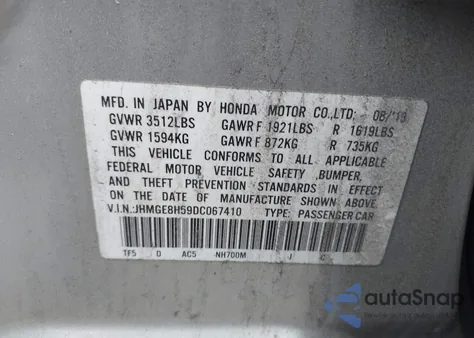 MFD. IN JAPAN BY HONDA MOTOR CO.,LTD. 08/'13
GVWR 3512LBS GAWR F 1921LBS R 1619LBS
GVWR 1594KG GAWR F 872KG R 735KG
THIS VEHICLE CONFORMS TO ALL APPLICABLE
FEDERAL MOTOR VEHICLE SAFETY ,BUMPER,
AND THEFT PREVENTION STANDARDS IN EFFECT
ON THE DATE OF MANUFACTURE SHOWN ABOVE.
V.I.N.:JHMGE8H59DC067410 TYPE: PASSENGER CAR
TF5 D AC5 NH700M J C
autoSnap